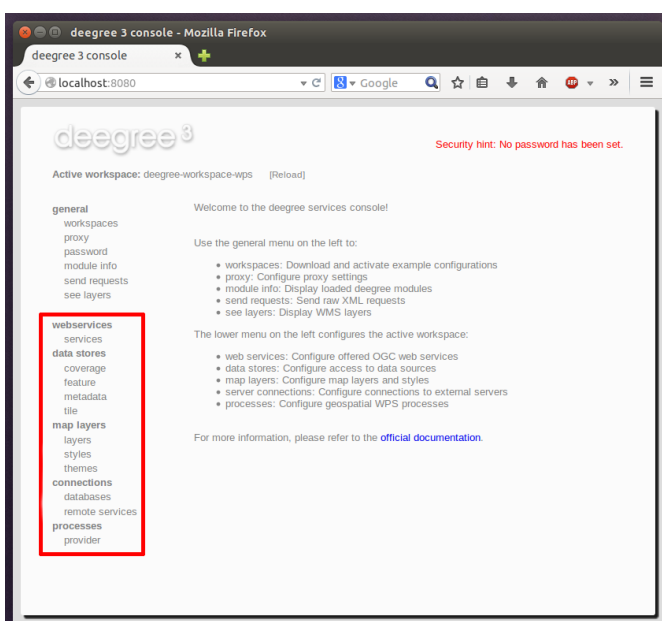 deegree 3 console - Mozilla Firefox
deegree 3 console
localhost:8080
Google
ABP
deegree 3
Security hint: No password has been set.
Active workspace: deegree-workspace-wps [Reload]
general
workspaces
proxy
password
module info
send requests
see layers
webservices
services
data stores
coverage
feature
metadata
tile
map layers
layers
styles
themes
connections
databases
remote services
processes
provider
Welcome to the deegree services console!
Use the general menu on the left to:
workspaces: Download and activate example configurations
proxy: Configure proxy settings
module info: Display loaded deegree modules
send requests: Send raw XML requests
see layers: Display WMS layers
The lower menu on the left configures the active workspace:
web services: Configure offered OGC web services
data stores: Configure access to data sources
map layers: Configure map layers and styles
server connections: Configure connections to external servers
processes: Configure geospatial WPS processes
For more information, please refer to the official documentation.